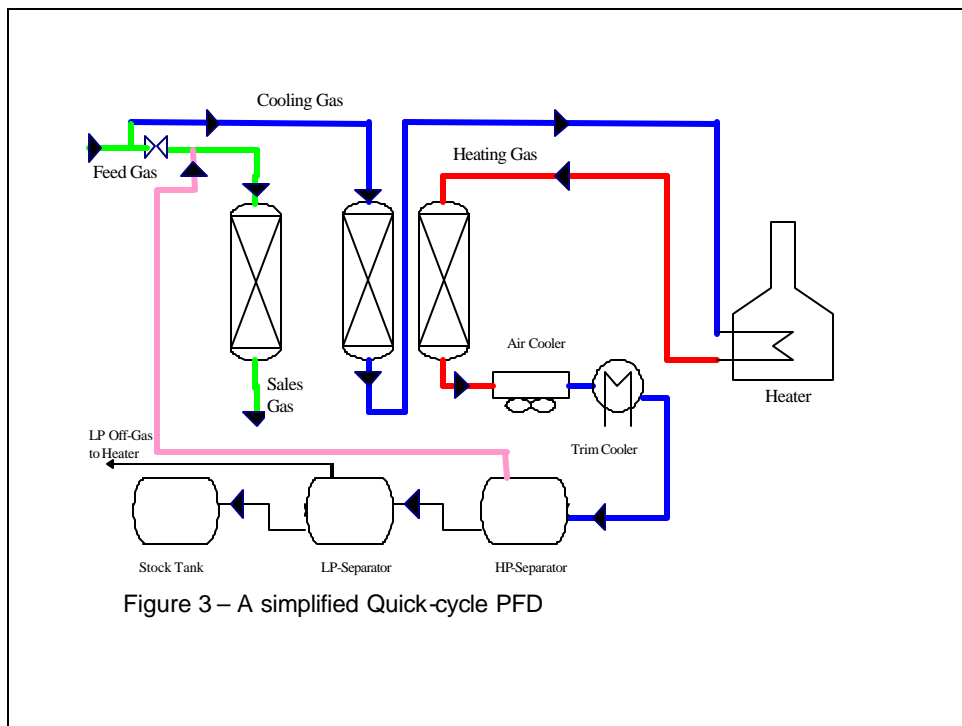 Cooling Gas
Feed Gas
Heating Gas
Air Cooler
Sales
Gas
Heater
Trim Cooler
LP Off-Gas
to Heater
Stock Tank
LP-Separator
HP-Separator
Figure 3 – A simplified Quick-cycle PFD